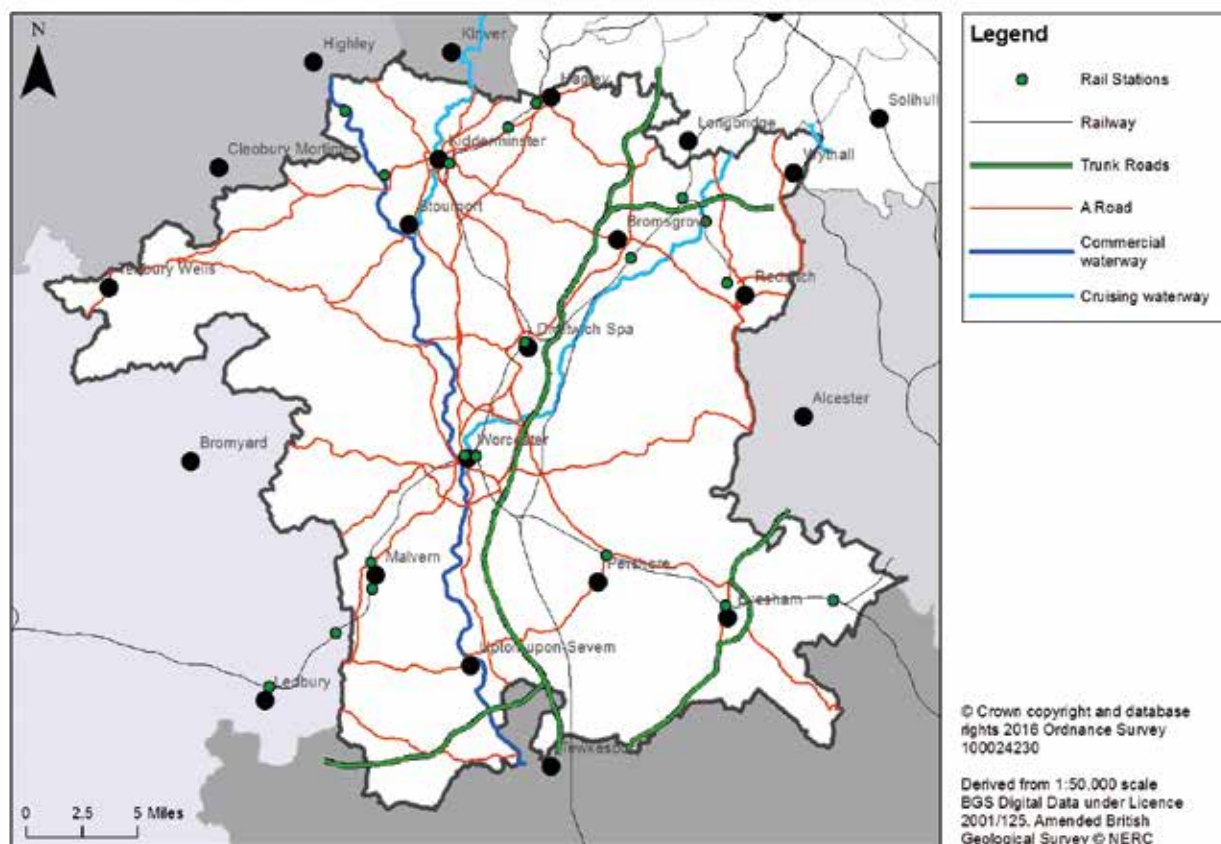 N
Highley
Kinver
Hagley
Longbridge
Solihull
Wythall
Cleobury Mortimer
Kidderminster
Stourport
Bromsgrove
Tenbury Wells
Redditch
Droitwich Spa
Alcester
Bromyard
Worcester
Malvern
Pershore
Evesham
Upton-upon-Severn
Ledbury
Tewkesbury
0 2.5 5 Miles
Legend
Rail Stations
Railway
Trunk Roads
A Road
Commercial
waterway
Cruising waterway
© Crown copyright and database
rights 2016 Ordnance Survey
100024230
Derived from 1:50.000 scale
BGS Digital Data under Licence
2001/125. Amended British
Geological Survey © NERC